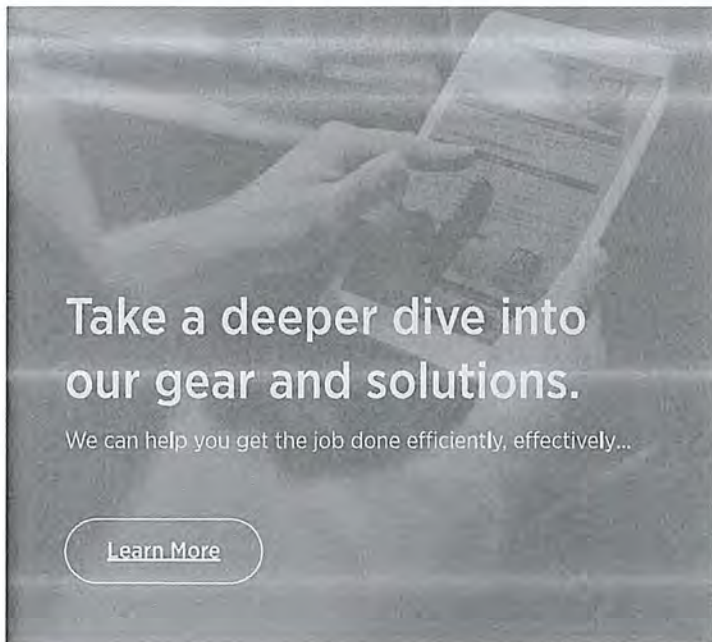 Take a deeper dive into
our gear and solutions.
We can help you get the job done efficiently, effectively...
Learn More